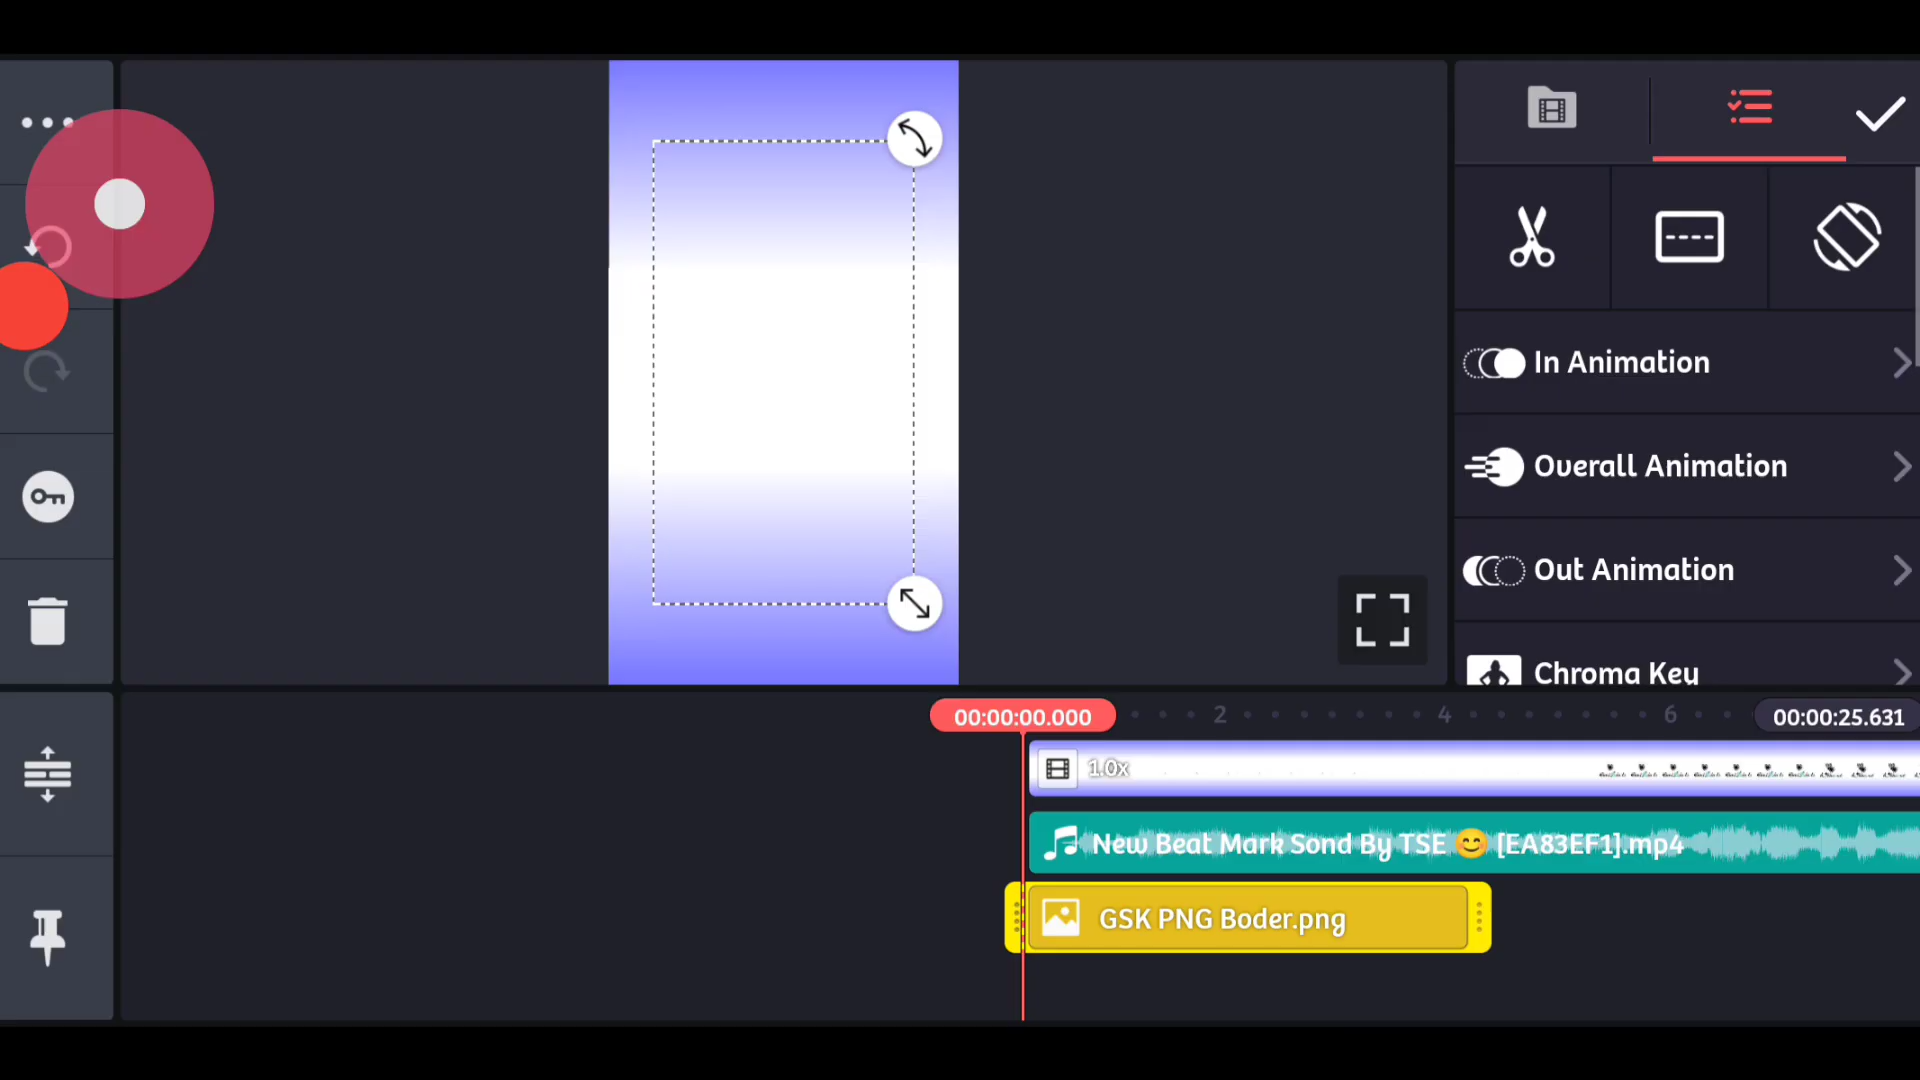 In Animation
Overall Animation
Out Animation
Chroma Key
00:00:00.000
2
4
6
00:00:25.631
1.0x
New Beat Mark Sond By TSE 😊 [EA83EF1].mp4
GSK PNG Boder.png